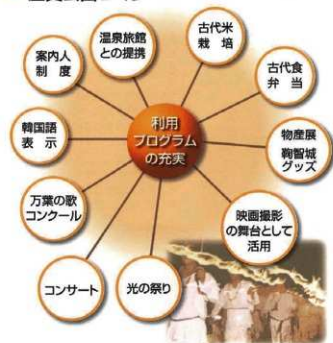 温泉旅館
との提携
古代米
栽培
古代食
弁当
物産展
鞠智城
グッズ
映画撮影
の舞台として
活用
光の祭り
コンサート
万葉の歌
コンクール
韓国語
表示
案内人
制度
利用
プログラム
の充実